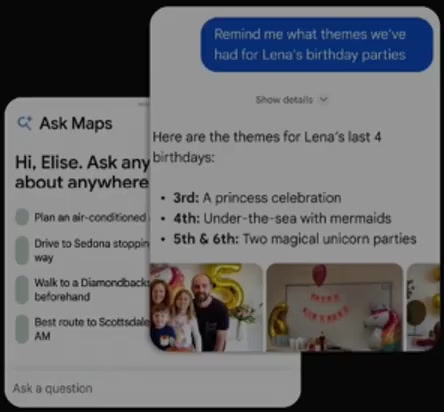 Remind me what themes we've
had for Lena's birthday parties
Show details
Here are the themes for Lena's last 4
birthdays:
• 3rd: A princess celebration
• 4th: Under-the-sea with mermaids
• 5th & 6th: Two magical unicorn parties
Ask Maps
Hi, Elise. Ask any
about anywhere
Plan an air-conditioned
Drive to Sedona stoppin
way
Walk to a Diamondbacks
beforehand
Best route to Scottsdale
AM
Ask a question